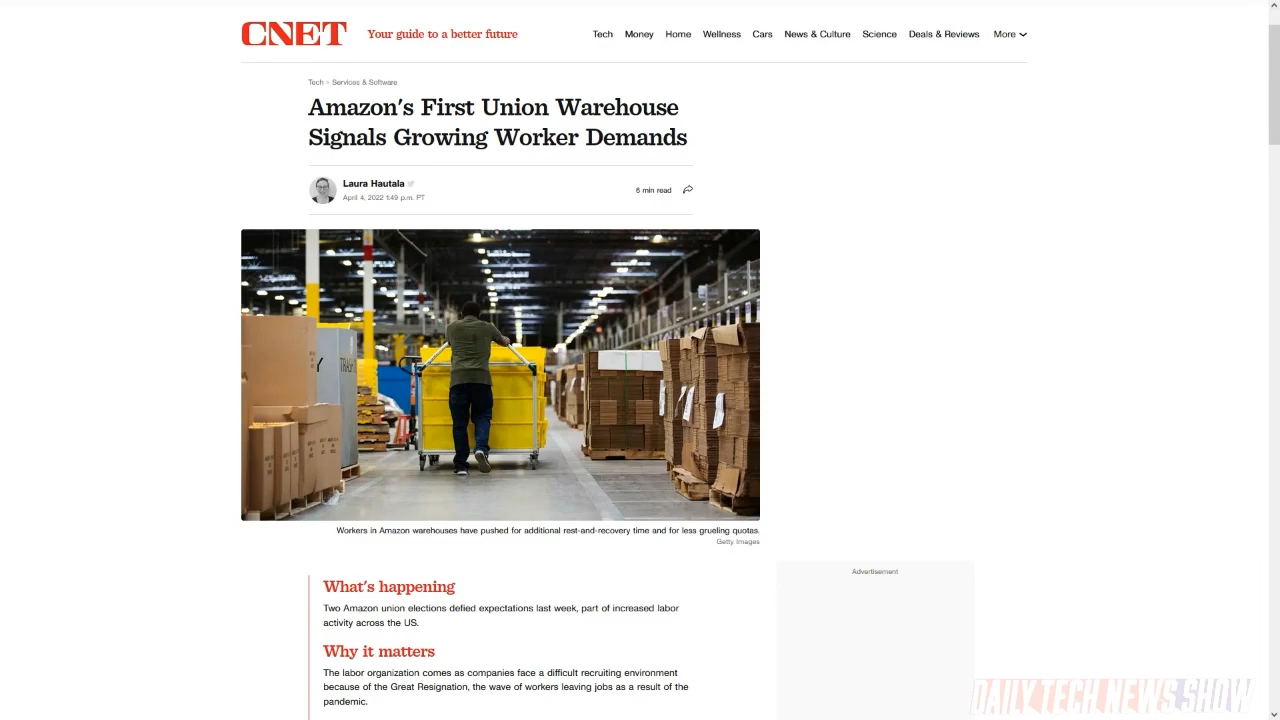 CNET
Your guide to a better future
Tech Money Home Wellness Cars News & Culture Science Deals & Reviews More
Tech > Services & Software
Amazon's First Union Warehouse
Signals Growing Worker Demands
Laura Hautala
April 4, 2022 1:49 p.m. PT
6 min read
TRASH
Workers in Amazon warehouses have pushed for additional rest-and-recovery time and for less grueling quotas.
Getty Images
What's happening
Two Amazon union elections defied expectations last week, part of increased labor
activity across the US.
Why it matters
The labor organization comes as companies face a difficult recruiting environment
because of the Great Resignation, the wave of workers leaving jobs as a result of the
pandemic.
Advertisement
DAILY TECH NEWS SHOW